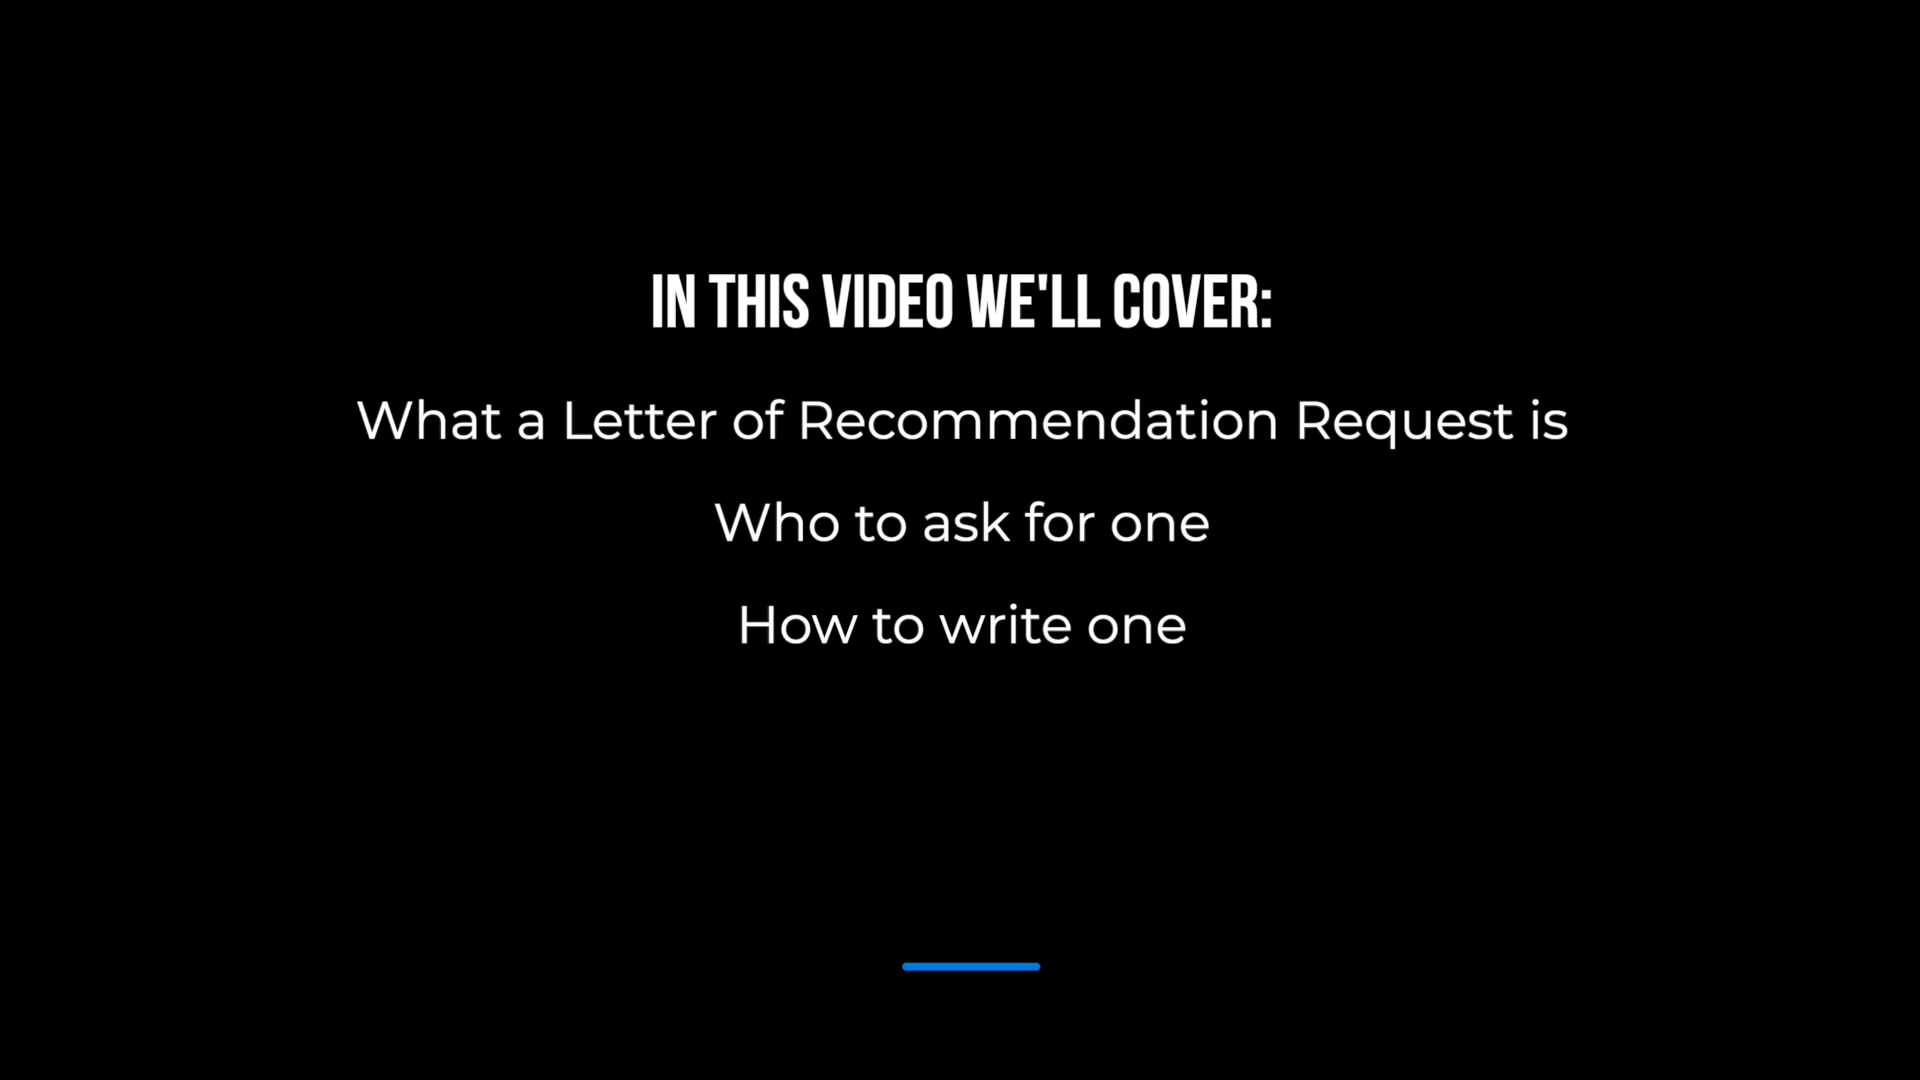 IN THIS VIDEO WE'LL COVER:
What a Letter of Recommendation Request is
Who to ask for one
How to write one